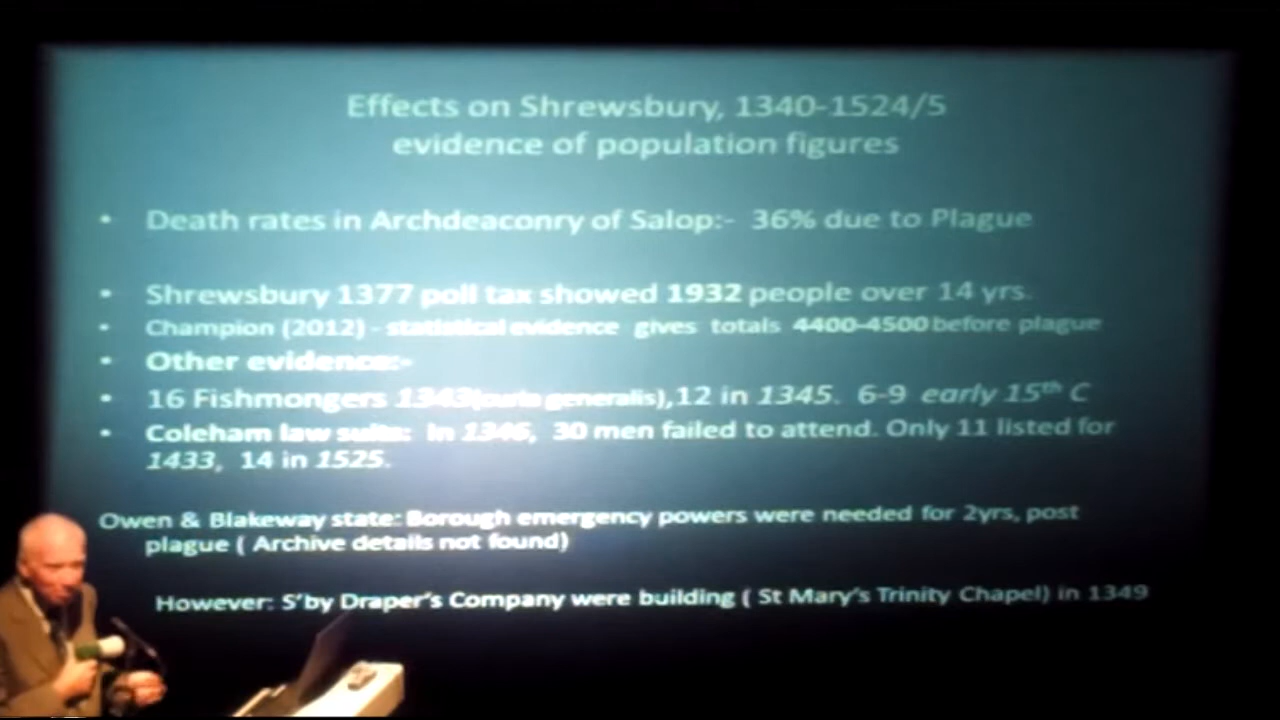 Effects on Shrewsbury, 1340-1524/5
evidence of population figures
• Death rates in Archdeaconry of Salop:- 36% due to Plague
• Shrewsbury 1377 poll tax showed 1932 people over 14 yrs.
• Champion (2012) - statistical evidence gives totals 4400-4500 before plague
• Other evidence:-
• 16 Fishmongers 1343(curia generalis),12 in 1345. 6-9 early 15th C
• Coleham law suits: In 1346, 30 men failed to attend. Only 11 listed for
1433, 14 in 1525.
Owen & Blakeway state: Borough emergency powers were needed for 2yrs, post
plague ( Archive details not found)
However: S'by Draper's Company were building ( St Mary's Trinity Chapel) in 1349